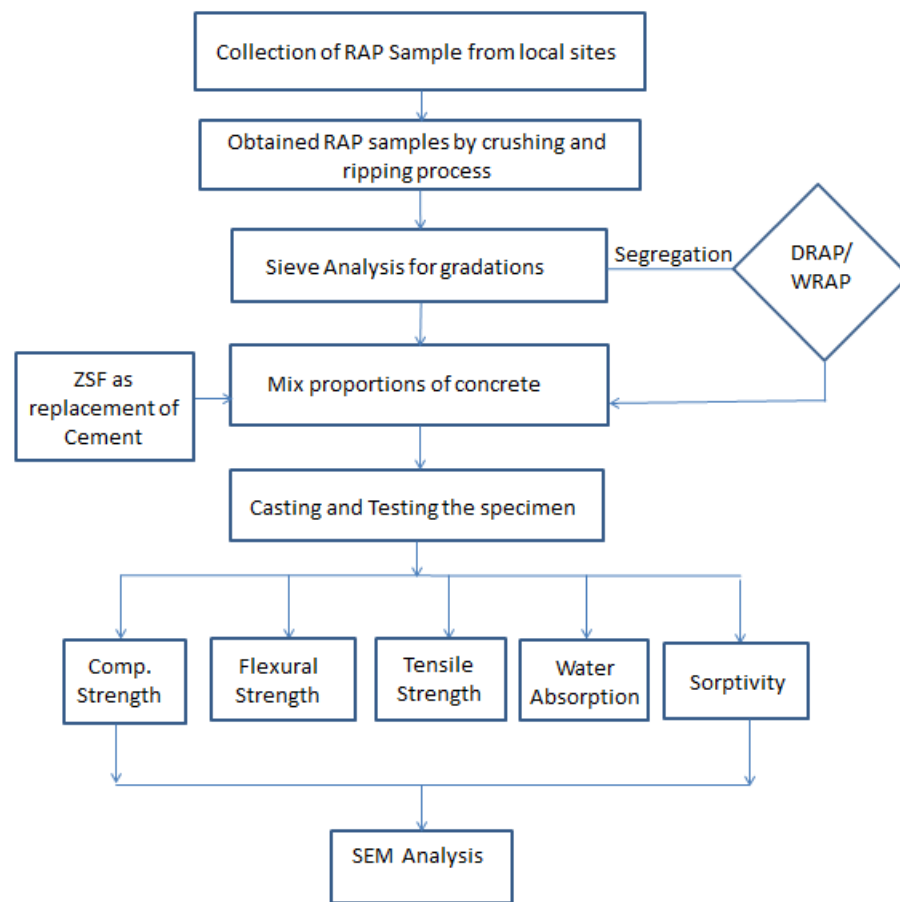 Collection of RAP Sample from local sites
Obtained RAP samples by crushing and
ripping process
Sieve Analysis for gradations
Segregation
DRAP/
WRAP
ZSF as
replacement of
Cement
Mix proportions of concrete
Casting and Testing the specimen
Comp.
Strength
Flexural
Strength
Tensile
Strength
Water
Absorption
Sorptivity
SEM Analysis